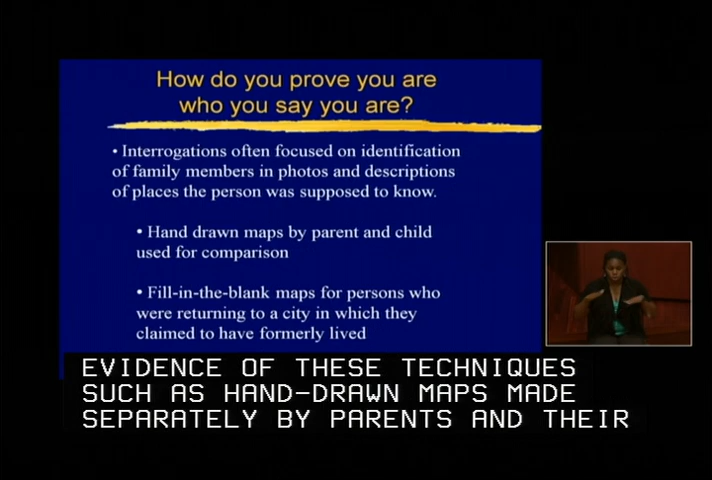 How do you prove you are
who you say you are?
• Interrogations often focused on identification
of family members in photos and descriptions
of places the person was supposed to know.
• Hand drawn maps by parent and child
used for comparison
• Fill-in-the-blank maps for persons who
were returning to a city in which they
claimed to have formerly lived
EVIDENCE OF THESE TECHNIQUES
SUCH AS HAND-DRAWN MAPS MADE
SEPARATELY BY PARENTS AND THEIR